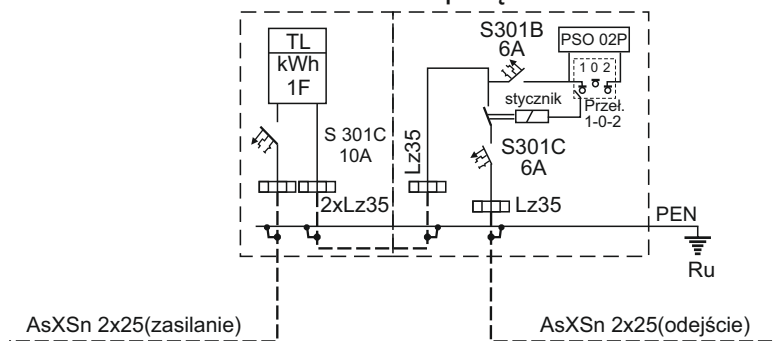 S301B
6A
PSO 02P
TL
kWh
1F
1 0 2
stycznik
Przeł.
1-0-2
S 301C
10A
Lz35
S301C
6A
2xLz35
Lz35
PEN
Ru
AsXSn 2x25(zasilanie)
AsXSn 2x25(odejście)